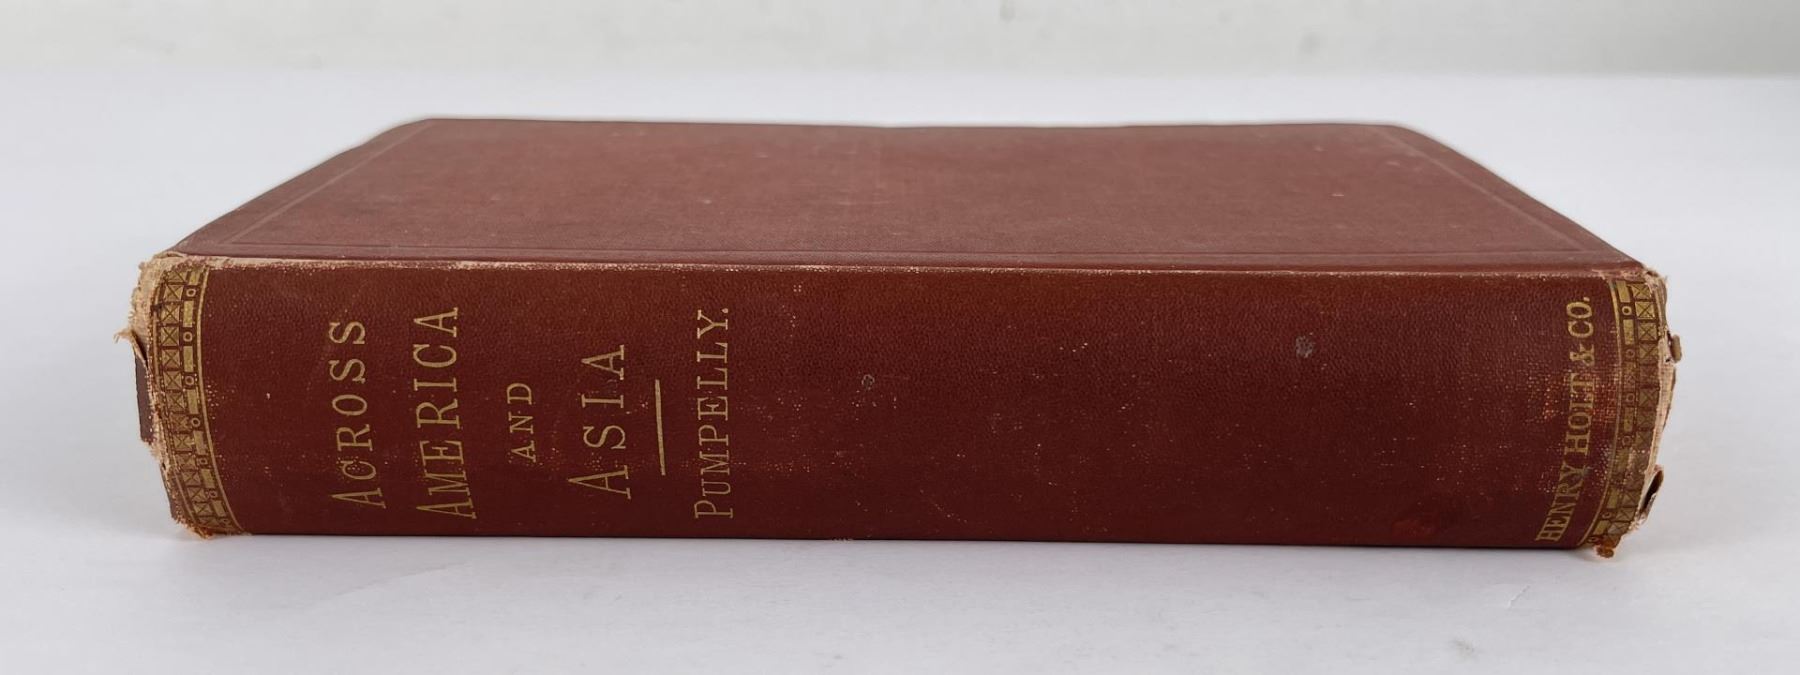 ACROSS
AMERICA
AND
ASIA
PUMPELLY.
HENRY HOLT & CO.